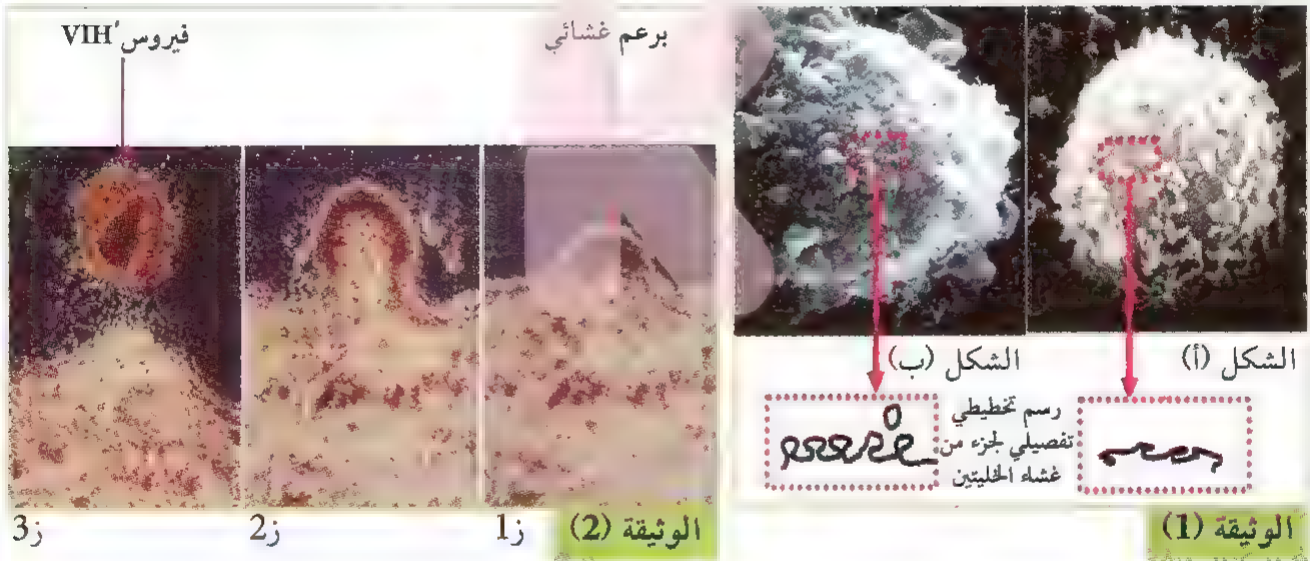 برعم غشائي
فيروس VIH
الشكل (أ)
الشكل (ب)
رسم تخطيطي
تفصيلي لجزء من
غشاء الخليتين
الوثيقة (1)
الوثيقة (2)
ز1
ز2
ز3